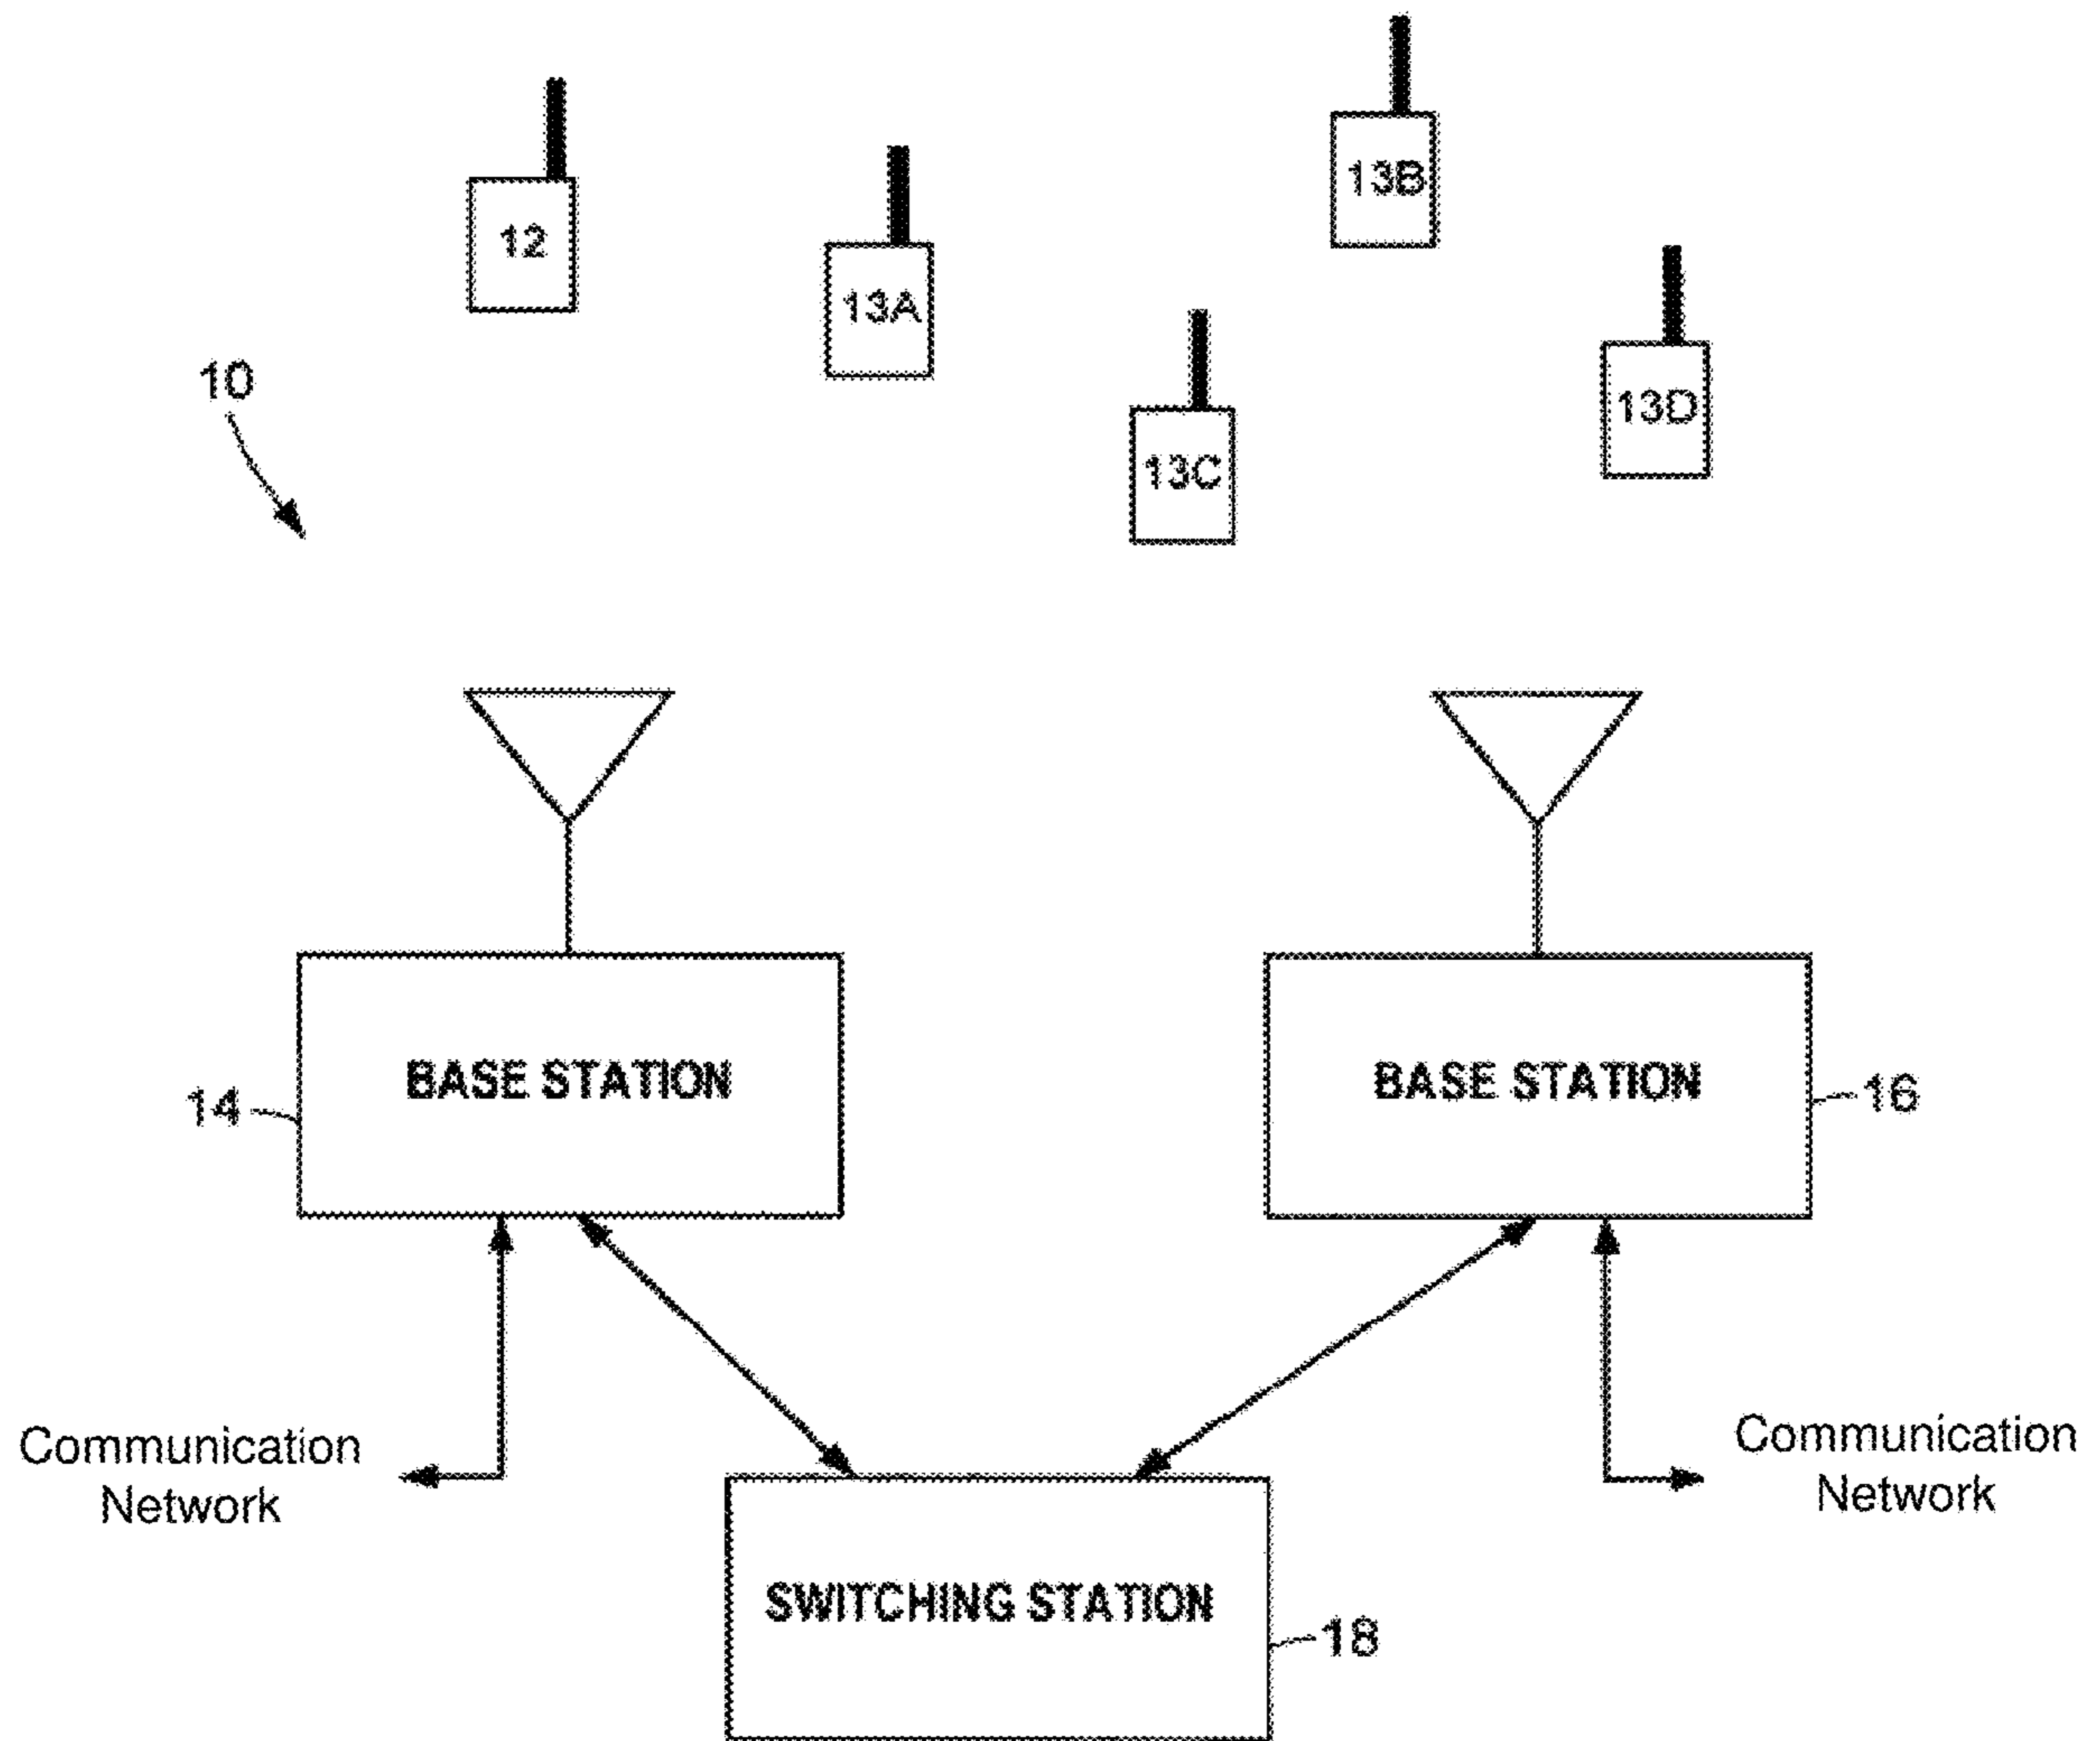 13B
12
13A
10
13D
13C
BASE STATION
BASE STATION
14
16
Communication
Network
Communication
Network
SWITCHING STATION
18